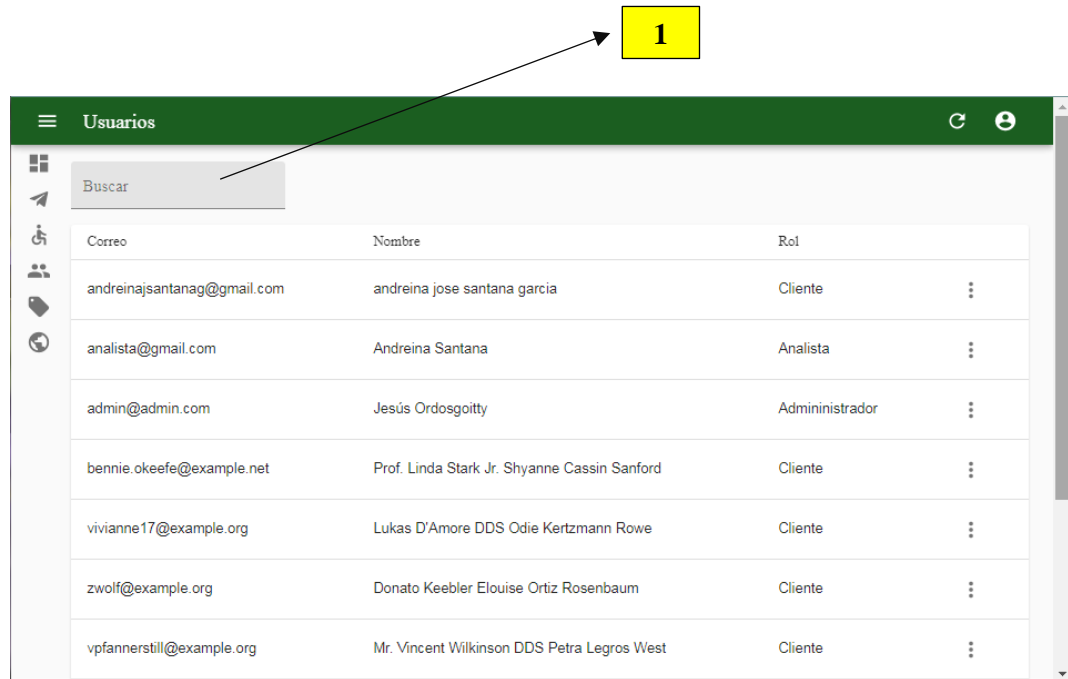 1
Usuarios
Buscar
Correo Nombre Rol
andreinajsantanag@gmail.com andreina jose santana garcia Cliente
analista@gmail.com Andreina Santana Analista
admin@admin.com Jesús Ordosgoitty Admininistrador
bennie.okeefe@example.net Prof. Linda Stark Jr. Shyanne Cassin Sanford Cliente
vivianne17@example.org Lukas D'Amore DDS Odie Kertzmann Rowe Cliente
zwolf@example.org Donato Keebler Elouise Ortiz Rosenbaum Cliente
vpfannerstill@example.org Mr. Vincent Wilkinson DDS Petra Legros West Cliente